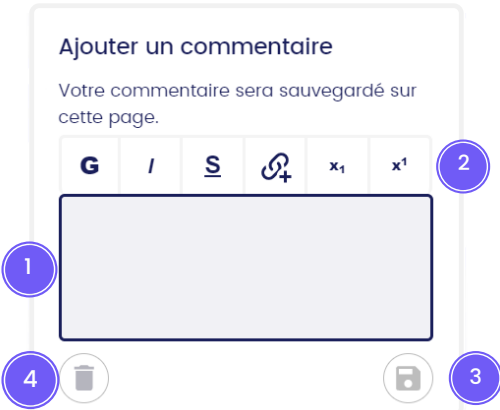 Ajouter un commentaire
Votre commentaire sera sauvegardé sur
cette page.
G I S x₁ x¹ 2
1
4 3